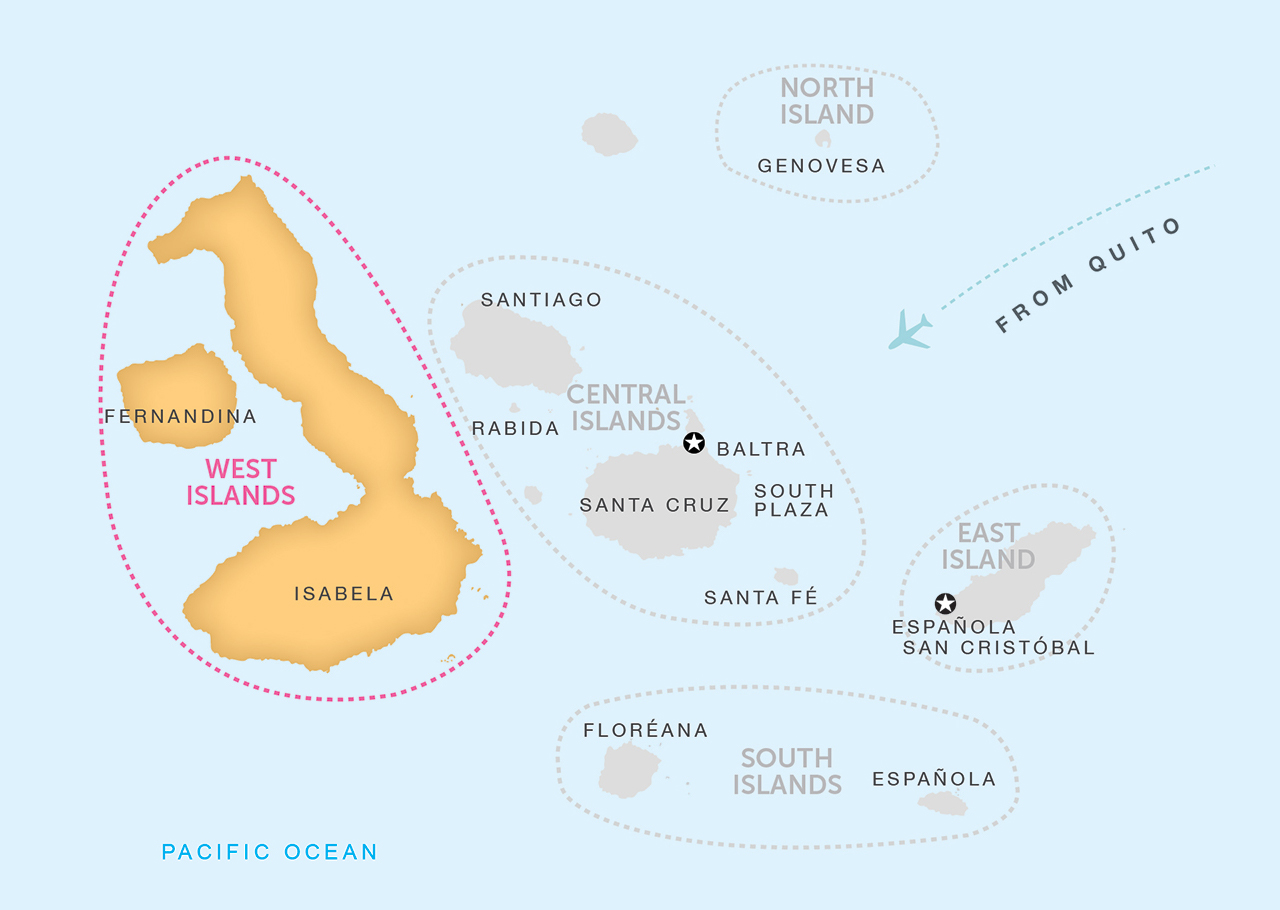 NORTH
ISLAND
GENOVESA
FROM QUITO
SANTIAGO
CENTRAL
ISLANDS
RABIDA
BALTRA
FERNANDINA
WEST
ISLANDS
SANTA CRUZ
SOUTH
PLAZA
EAST
ISLAND
ISABELA
SANTA FÉ
ESPAÑOLA
SAN CRISTÓBAL
FLORÉANA
SOUTH
ISLANDS
ESPAÑOLA
PACIFIC OCEAN